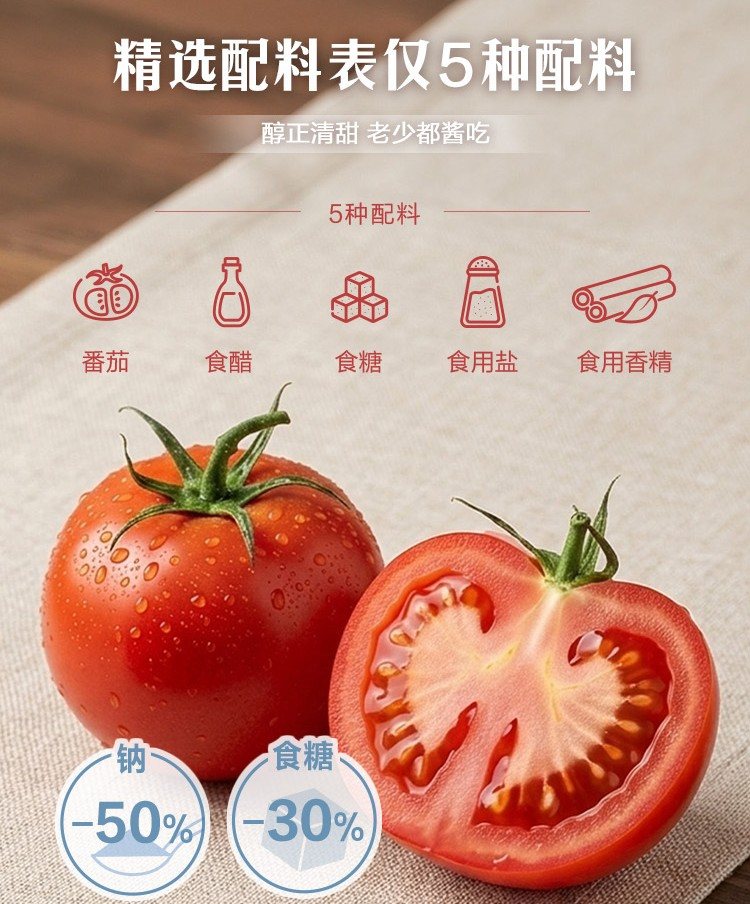 精选配料表仅5种配料
醇正清甜 老少都酱吃
5种配料
番茄 食醋 食糖 食用盐 食用香精
钠 食糖
-50% -30%